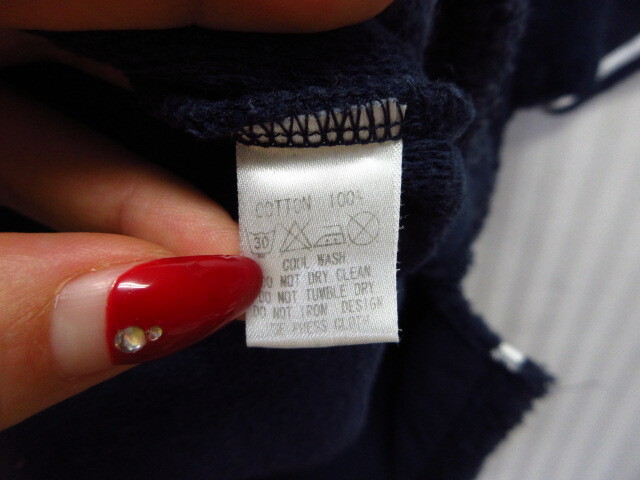 COTTON 100%
30
COOL WASH
DO NOT DRY CLEAN
DO NOT TUMBLE DRY
DO NOT IRON DESIGN
USE PRESS CLOTH